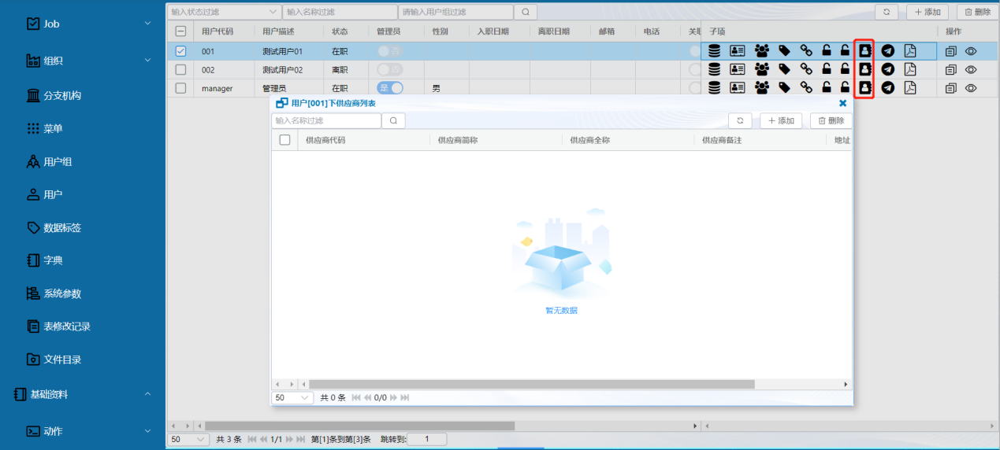 Job
组织
分支机构
菜单
用户组
用户
数据标签
字典
系统参数
表修改记录
文件目录
基础资料
动作
输入状态过滤 输入名称过滤 请输入用户组过滤 添加 删除
用户代码 用户描述 状态 管理员 性别 入职日期 离职日期 邮箱 电话 关联 子项 操作
001 测试用户01 在职 否
002 测试用户02 离职 否
manager 管理员 在职 是 男
用户[001]下供应商列表
输入名称过滤 添加 删除
供应商代码 供应商简称 供应商全称 供应商备注 地址
暂无数据
50 共 0 条 0/0
50 共 3 条 1/1 第[1]条到第[3]条 跳转到: 1